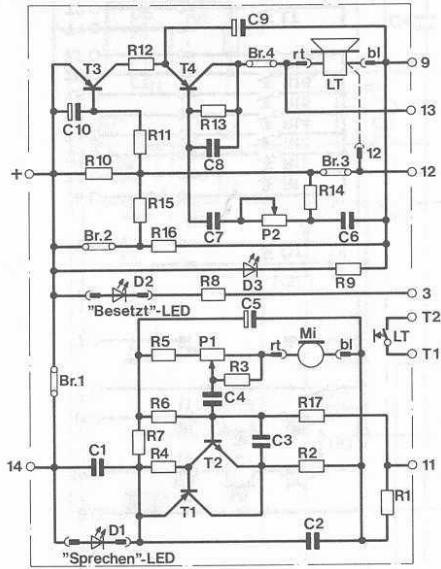 C9
R12
Br.4
rt
bl
9
T3
T4
LT
13
R13
C10
R11
C8
12
Br.3
+
R10
12
R15
R14
Br.2
R16
C7
P2
C6
D3
R9
D2
R8
3
"Besetzt"-LED
C5
T2
R5
P1
Mi
rt
bl
LT
R3
T1
Br.1
C4
R6
R17
R7
C3
C1
R4
T2
R2
14
11
T1
R1
D1
C2
"Sprechen"-LED